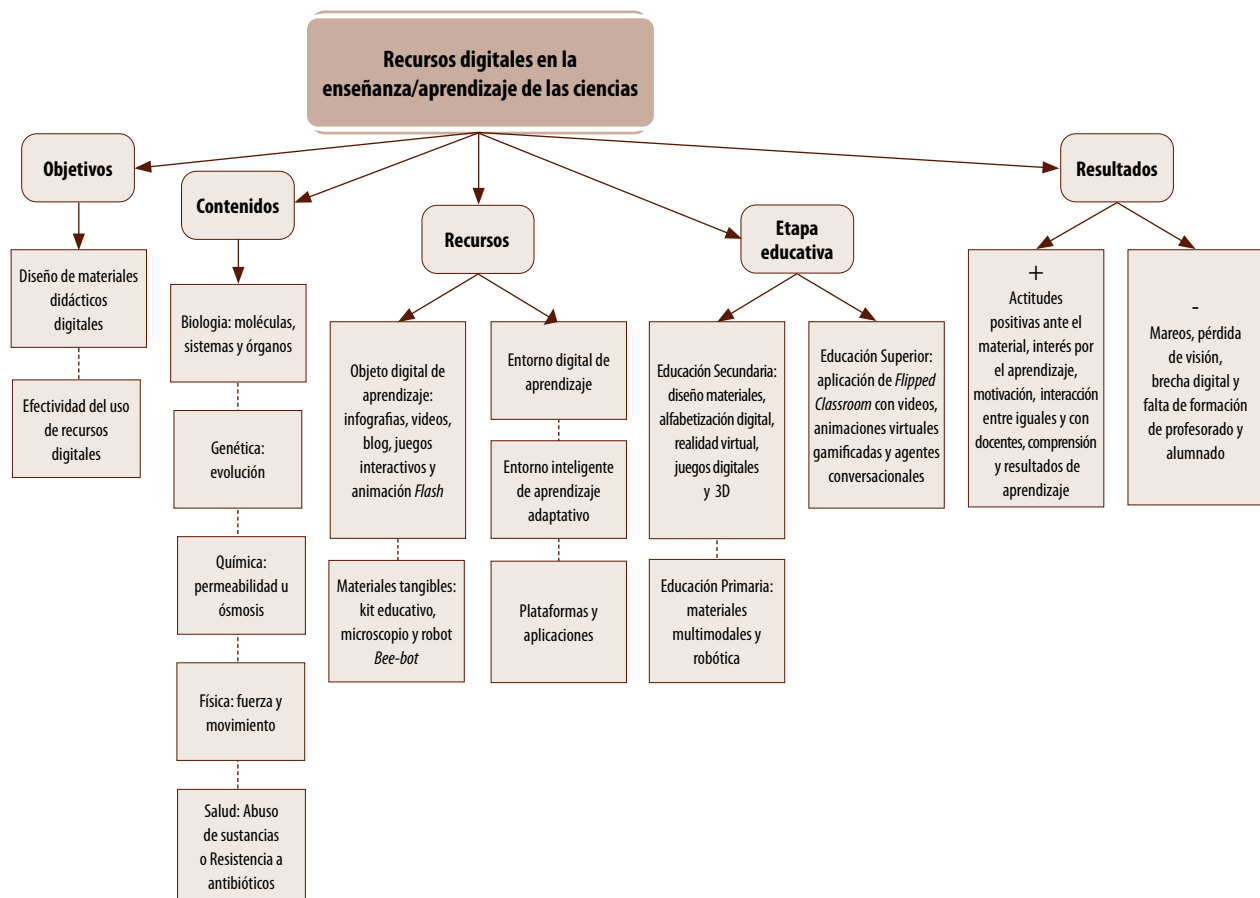 Recursos digitales en la
enseñanza/aprendizaje de las ciencias
Objetivos
Diseño de materiales
didácticos
digitales
Efectividad del uso
de recursos
digitales
Contenidos
Biologia: moléculas,
sistemas y órganos
Genética:
evolución
Química:
permeabilidad u
ósmosis
Física: fuerza y
movimiento
Salud: Abuso
de sustancias
o Resistencia a
antibióticos
Recursos
Objeto digital de
aprendizaje:
infografias, videos,
blog, juegos
interactivos y
animación Flash
Materiales tangibles:
kit educativo,
microscopio y robot
Bee-bot
Entorno digital de
aprendizaje
Entorno inteligente
de aprendizaje
adaptativo
Plataformas y
aplicaciones
Etapa
educativa
Educación Secundaria:
diseño materiales,
alfabetización digital,
realidad virtual,
juegos digitales
y 3D
Educación Primaria:
materiales
multimodales y
robótica
Educación Superior:
aplicación de Flipped
Classroom con videos,
animaciones virtuales
gamificadas y agentes
conversacionales
Resultados
+
Actitudes
positivas ante el
material, interés por
el aprendizaje,
motivación, interacción
entre iguales y con
docentes, comprensión
y resultados de
aprendizaje
-
Mareos, pérdida
de visión,
brecha digital y
falta de formación
de profesorado y
alumnado